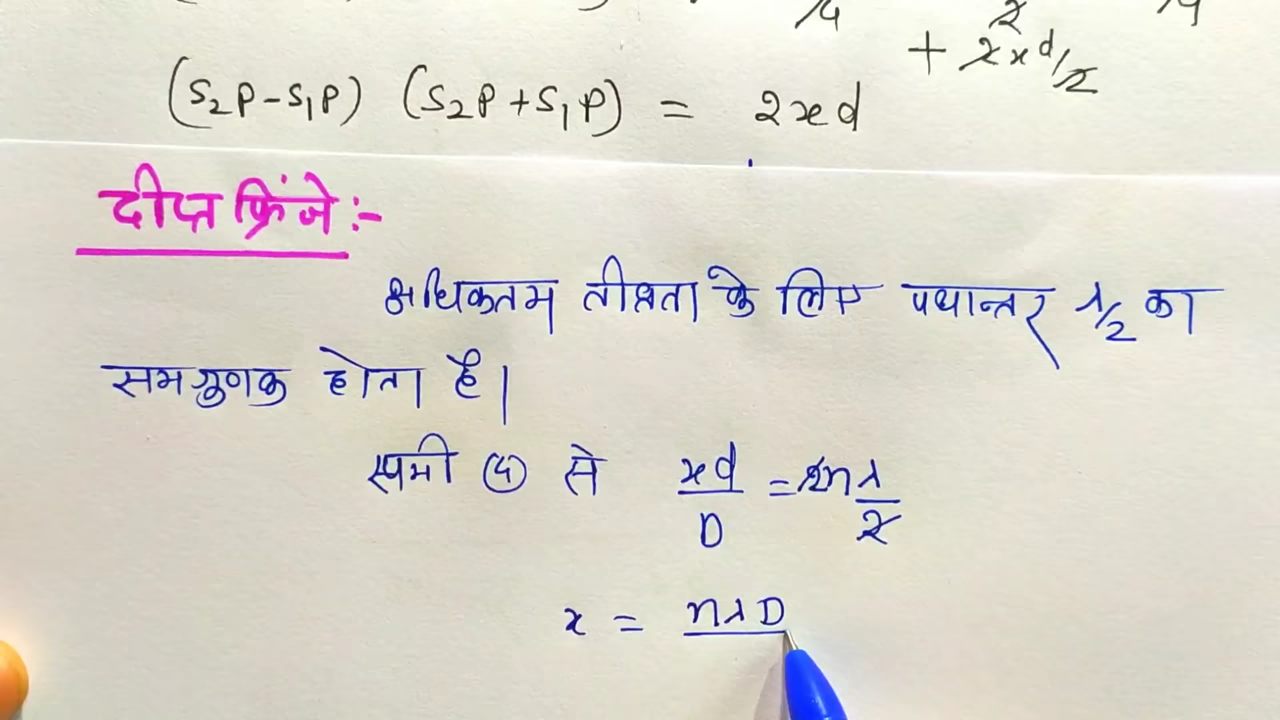 + 2x d/2
(S₂P-S₁P) (S₂P+S₁P) = 2xd
दीप्त फ्रिंजे :-
अधिकतम तीव्रता के लिए पथान्तर λ/2 का
समगुणक होता है।
समी ④ से xd/D = 2nλ/2
x = nλD